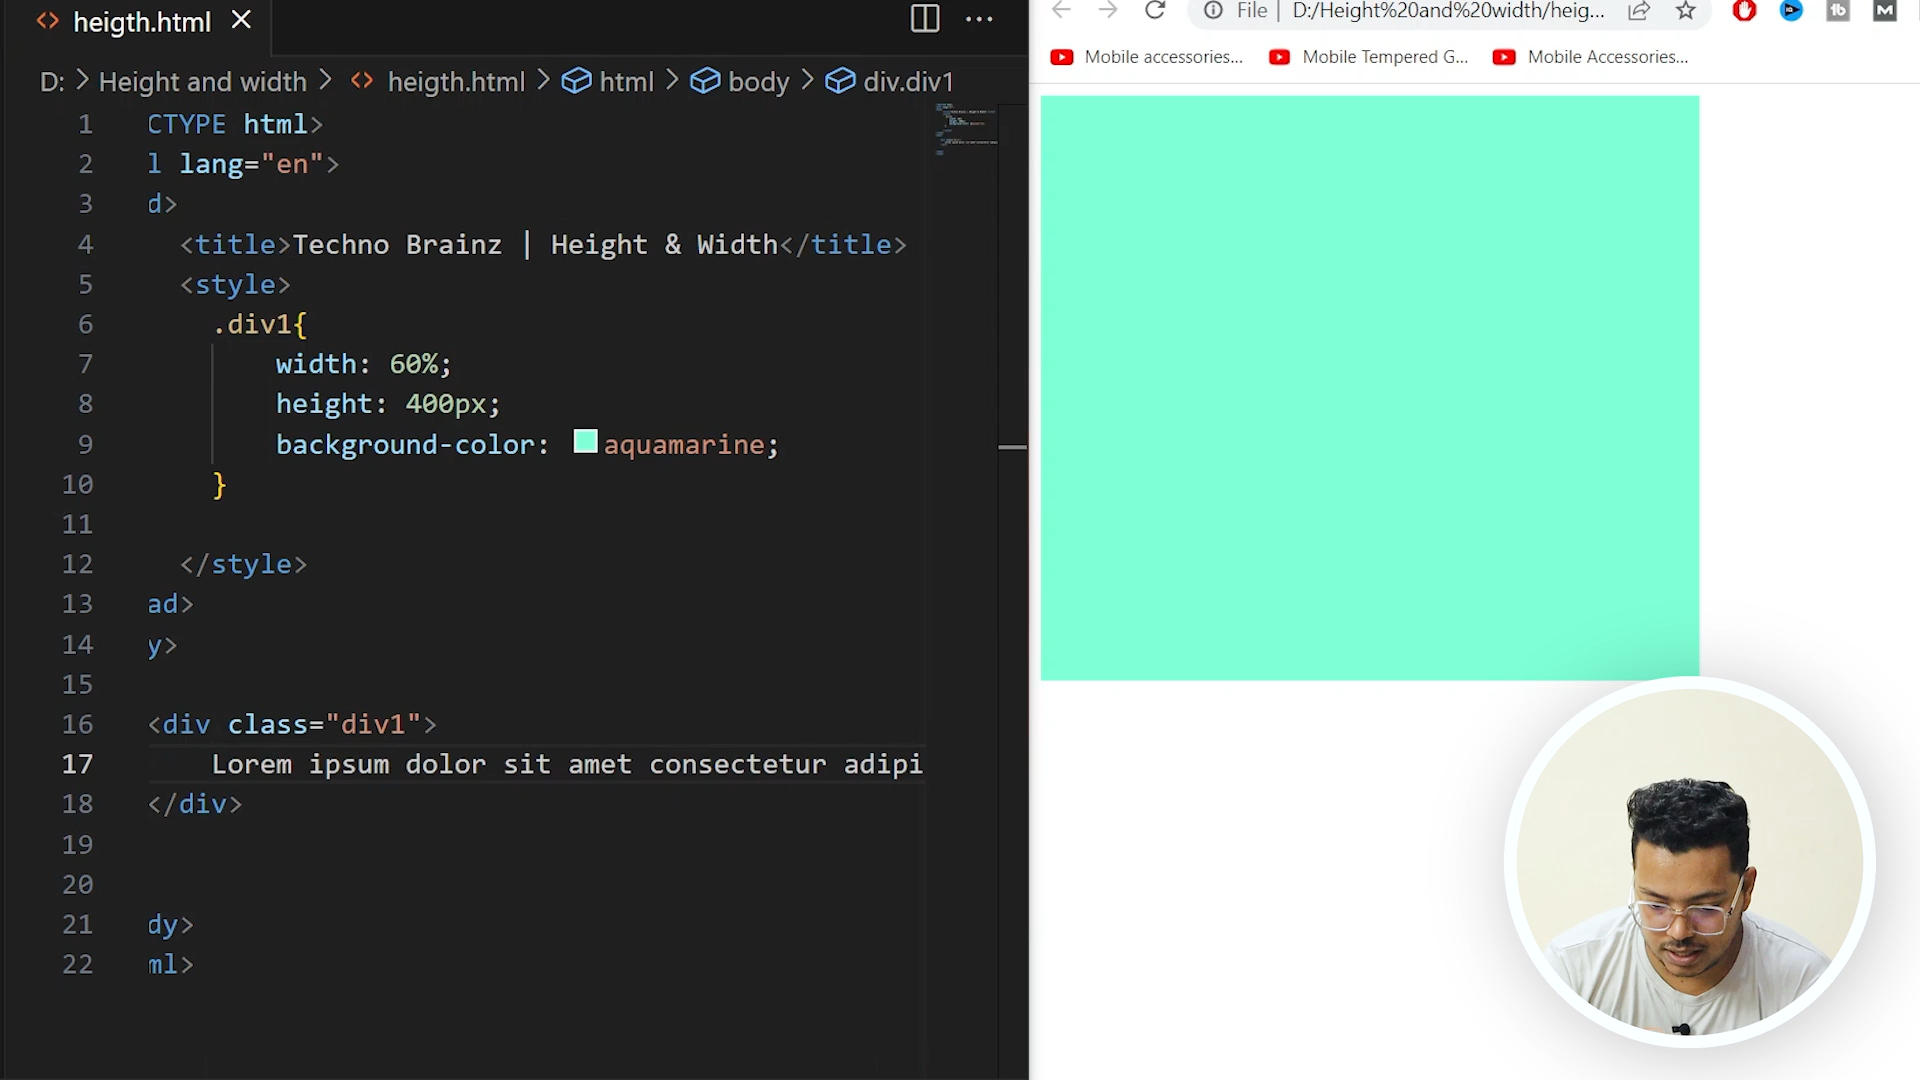 heigth.html
D: > Height and width > heigth.html > html > body > div.div1
1 CTYPE html>
2 l lang="en">
3 d>
4 <title>Techno Brainz | Height & Width</title>
5 <style>
6 .div1{
7 width: 60%;
8 height: 400px;
9 background-color: aquamarine;
10 }
11
12 </style>
13 ad>
14 y>
15
16 <div class="div1">
17 Lorem ipsum dolor sit amet consectetur adipi
18 </div>
19
20
21 dy>
22 ml>
File | D:/Height%20and%20width/heig...
Mobile accessories... Mobile Tempered G... Mobile Accessories...